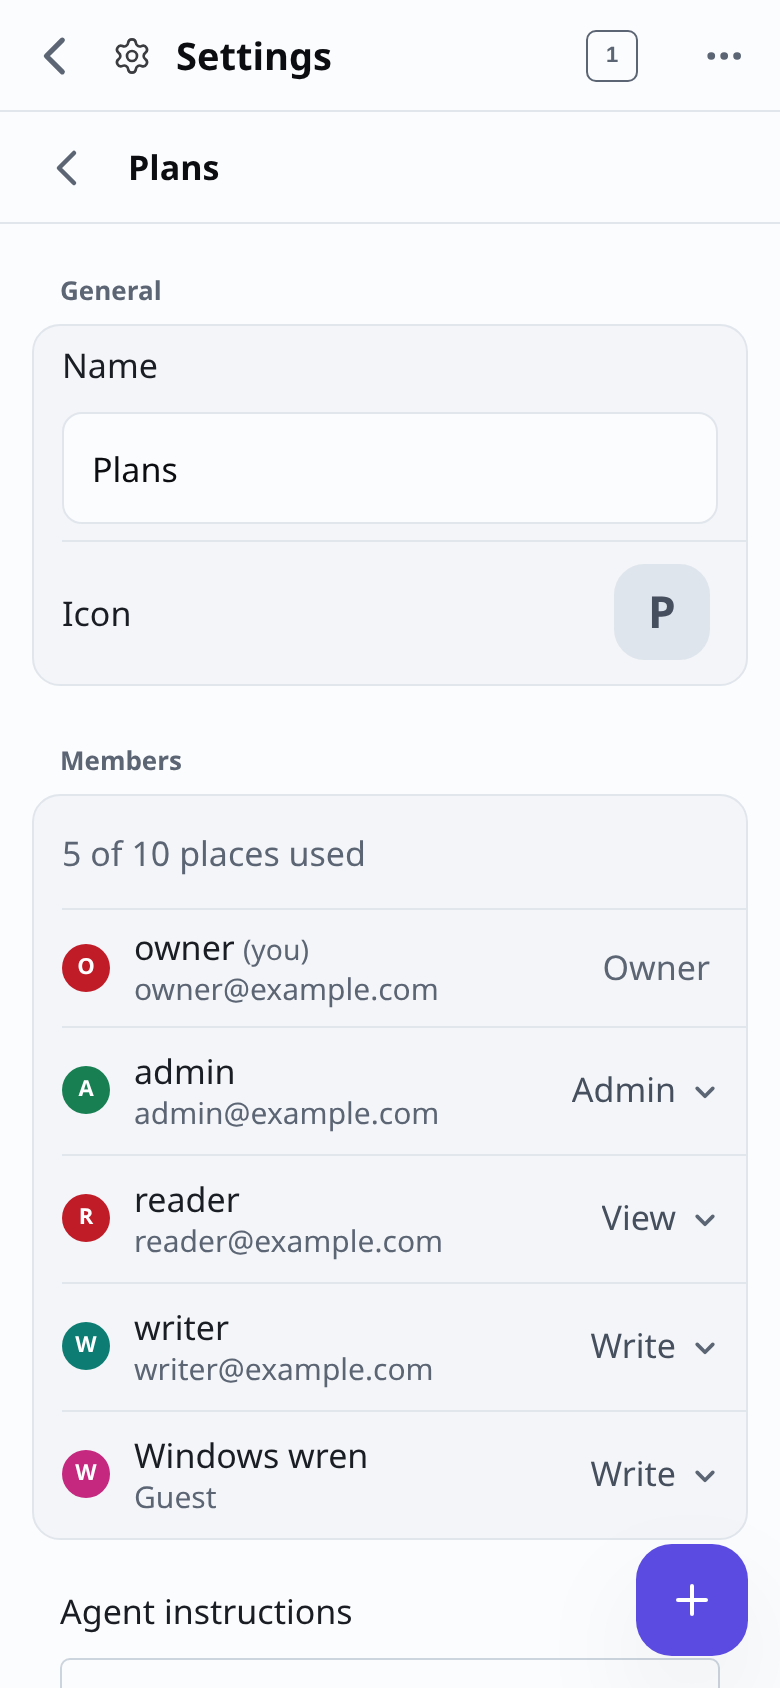 Settings
1
Plans
General
Name
Plans
Icon
P
Members
5 of 10 places used
O
owner (you)
owner@example.com
Owner
A
admin
admin@example.com
Admin
R
reader
reader@example.com
View
W
writer
writer@example.com
Write
W
Windows wren
Guest
Write
Agent instructions